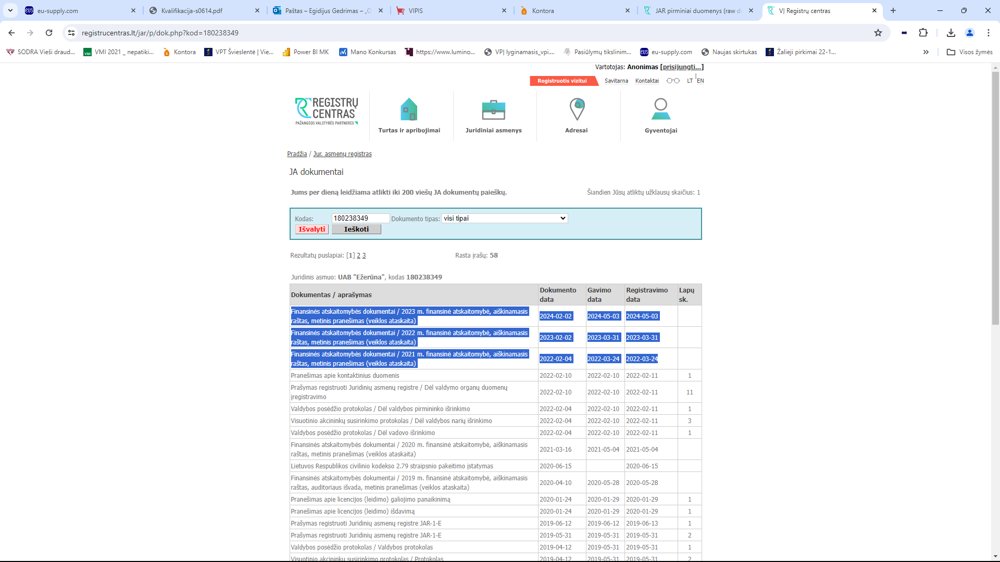 eu-supply.com
Kvalifikacija-s0614.pdf
Paštas – Egidijus Gedrimas – „O
VIPIS
Kontora
JAR pirminiai duomenys (raw d
VĮ Registrų centras
registrucentras.lt/jar/p/dok.php?kod=180238349
SODRA Vieši draud...
VMI 2021 _ nepatiki...
Kontora
VPT Švieslentė | Vie...
Power BI MK
Mano Konkursas
https://www.lumino...
VPĮ lyginamasis_vpi....
Pasiūlymų tikslinim...
eu-supply.com
Naujas skirtukas
Žalieji pirkimai 22-1...
Visos žymės
Vartotojas: Anonimas [prisijungti...]
Registruotis vizitui
Savitarna
Kontaktai
LT
EN
REGISTRŲ
CENTRAS
PAŽANGIOS VALSTYBĖS PARTNERIS
Turtas ir apribojimai
Juridiniai asmenys
Adresai
Gyventojai
Pradžia / Jur. asmenų registras
JA dokumentai
Jums per dieną leidžiama atlikti iki 200 viešų JA dokumentų paieškų.
Šiandien Jūsų atliktų užklausų skaičius: 1
Kodas: 180238349 Dokumento tipas: visi tipai
Išvalyti Ieškoti
Rezultatų puslapiai: [1] 2 3
Rasta įrašų: 58
Juridinis asmuo: UAB "Ežerūna", kodas 180238349
Dokumentas / aprašymas
Dokumento
data
Gavimo
data
Registravimo
data
Lapų
sk.
Finansinės atskaitomybės dokumentai / 2023 m. finansinė atskaitomybė, aiškinamasis
raštas, metinis pranešimas (veiklos ataskaita)
2024-02-02 2024-05-03 2024-05-03
Finansinės atskaitomybės dokumentai / 2022 m. finansinė atskaitomybė, aiškinamasis
raštas, metinis pranešimas (veiklos ataskaita)
2023-02-02 2023-03-31 2023-03-31
Finansinės atskaitomybės dokumentai / 2021 m. finansinė atskaitomybė, aiškinamasis
raštas, metinis pranešimas (veiklos ataskaita)
2022-02-04 2022-03-24 2022-03-24
Pranešimas apie kontaktinius duomenis 2022-02-10 2022-02-10 2022-02-11 1
Prašymas registruoti Juridinių asmenų registre / Dėl valdymo organų duomenų
įregistravimo
2022-02-10 2022-02-10 2022-02-11 11
Valdybos posėdžio protokolas / Dėl valdybos pirmininko išrinkimo 2022-02-04 2022-02-10 2022-02-11 1
Visuotinio akcininkų susirinkimo protokolas / Dėl valdybos narių išrinkimo 2022-02-04 2022-02-10 2022-02-11 3
Valdybos posėdžio protokolas / Dėl vadovo išrinkimo 2022-02-04 2022-02-10 2022-02-11 1
Finansinės atskaitomybės dokumentai / 2020 m. finansinė atskaitomybė, aiškinamasis
raštas, metinis pranešimas (veiklos ataskaita)
2021-03-16 2021-05-04 2021-05-04
Lietuvos Respublikos civilinio kodekso 2.79 straipsnio pakeitimo įstatymas 2020-06-15 2020-06-15
Finansinės atskaitomybės dokumentai / 2019 m. finansinė atskaitomybė, aiškinamasis
raštas, auditoriaus išvada, metinis pranešimas (veiklos ataskaita)
2020-04-10 2020-05-28 2020-05-28
Pranešimas apie licencijos (leidimo) galiojimo panaikinimą 2020-01-24 2020-01-29 2020-01-29 1
Pranešimas apie licencijos (leidimo) išdavimą 2020-01-24 2020-01-29 2020-01-29 1
Prašymas registruoti Juridinių asmenų registre JAR-1-E 2019-06-12 2019-06-12 2019-06-13 1
Prašymas registruoti Juridinių asmenų registre JAR-1-E 2019-05-31 2019-05-31 2019-05-31 2
Valdybos posėdžio protokolas / Valdybos protokolas 2019-04-12 2019-05-31 2019-05-31 1
Visuotinio akcininkų susirinkimo protokolas / Protokolas 2019-04-12 2019-05-31 2019-05-31 2